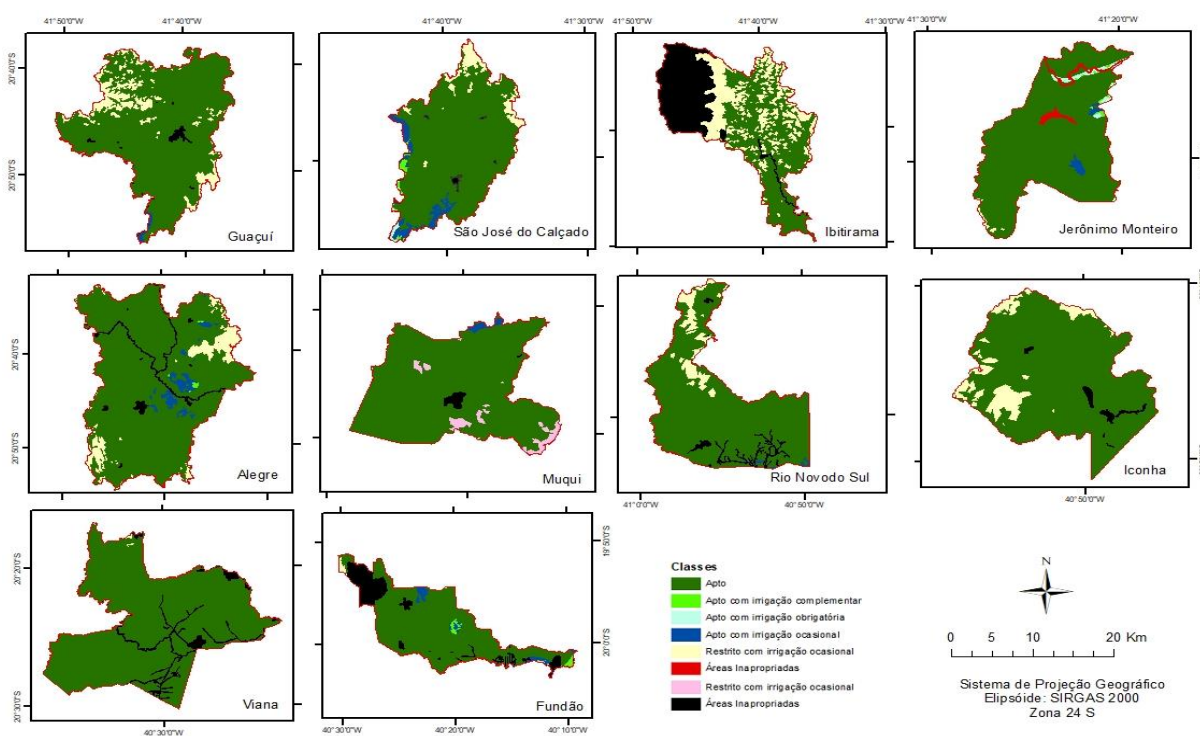 41°50'0"W
41°40'0"W
41°40'0"W
41°50'0"W
41°40'0"W
41°30'0"W
41°30'0"W
41°20'0"W
20°40'0"S
20°50'0"S
Guaçuí
São José do Calçado
Ibitirama
Jerônimo Monteiro
20°40'0"S
20°50'0"S
Alegre
Muqui
Rio Novodo Sul
Iconha
41°0'0"W
40°50'0"W
40°50'0"W
20°20'0"S
20°30'0"S
Viana
40°30'0"W
19°50'0"S
20°0'0"S
Fundão
40°30'0"W
40°20'0"W
40°10'0"W
Classes
Apto
Apto com irrigação complementar
Apto com irrigação obrigatória
Apto com irrigação ocasional
Restrito com irrigação ocasional
Áreas Inapropriadas
Restrito com irrigação ocasional
Áreas Inapropriadas
N
0 5 10 20 Km
Sistema de Projeção Geográfico
Elipsóide: SIRGAS 2000
Zona 24 S